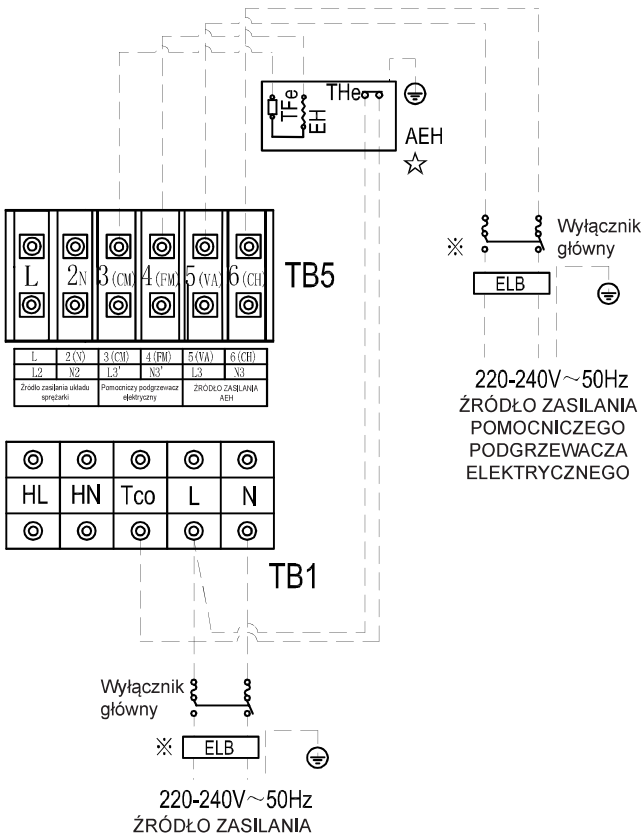 TFe
EH
THe
AEH
☆
L
2N
3(CM)
4(FM)
5(VA)
6(CH)
TB5
L 2(N) 3(CM) 4(FM) 5(VA) 6(CH)
L2 N2 L3' N3' L3 N3
Źródło zasilania układu
sprężarki
Pomocniczy podgrzewacz
elektryczny
ŹRÓDŁO ZASILANIA
AEH
Wyłącznik
główny
※
ELB
220-240V～50Hz
ŹRÓDŁO ZASILANIA
POMOCNICZEGO
PODGRZEWACZA
ELEKTRYCZNEGO
HL HN Tco L N
TB1
Wyłącznik
główny
※ ELB
220-240V～50Hz
ŹRÓDŁO ZASILANIA